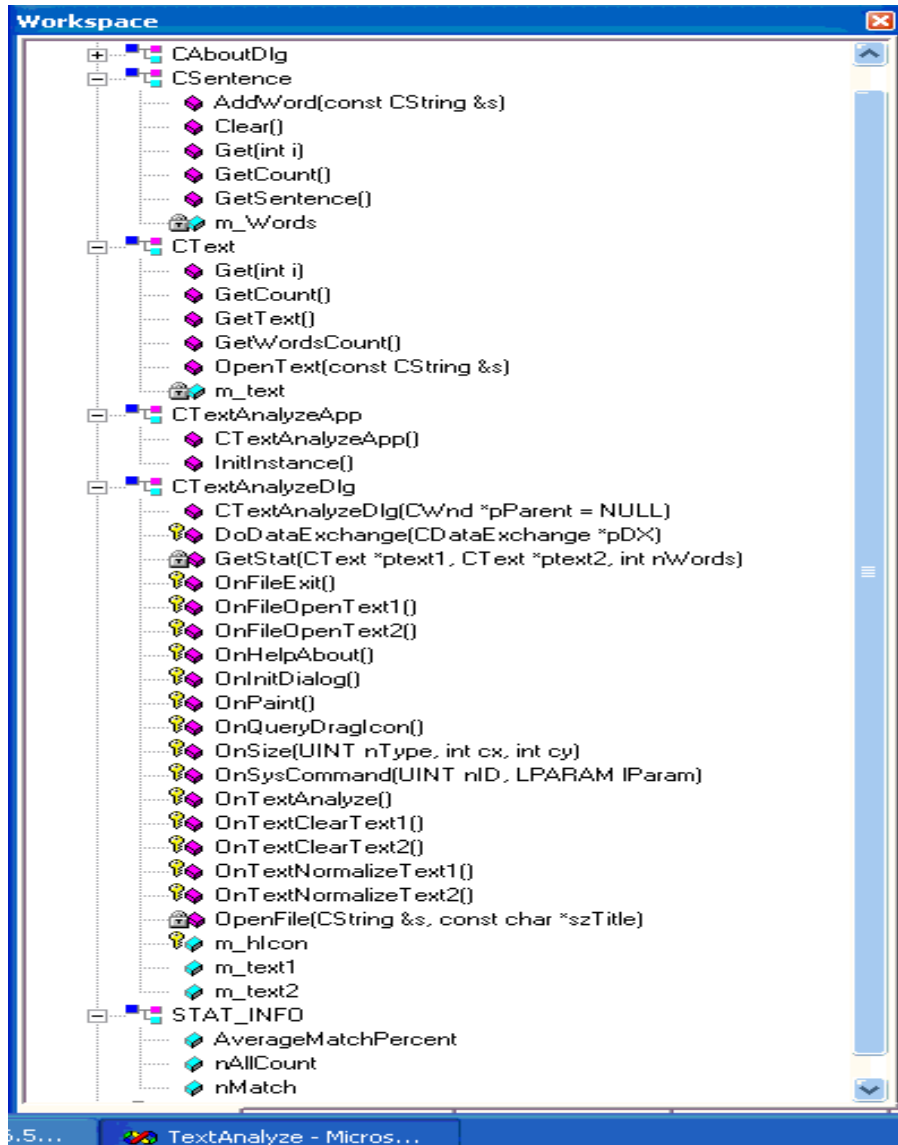 Workspace
CAboutDlg
CSentence
AddWord(const CString &s)
Clear()
Get(int i)
GetCount()
GetSentence()
m_Words
CText
Get(int i)
GetCount()
GetText()
GetWordsCount()
OpenText(const CString &s)
m_text
CTextAnalyzeApp
CTextAnalyzeApp()
InitInstance()
CTextAnalyzeDlg
CTextAnalyzeDlg(CWnd *pParent = NULL)
DoDataExchange(CDataExchange *pDX)
GetStat(CText *ptext1, CText *ptext2, int nWords)
OnFileExit()
OnFileOpenText1()
OnFileOpenText2()
OnHelpAbout()
OnInitDialog()
OnPaint()
OnQueryDragIcon()
OnSize(UINT nType, int cx, int cy)
OnSysCommand(UINT nID, LPARAM lParam)
OnTextAnalyze()
OnTextClearText1()
OnTextClearText2()
OnTextNormalizeText1()
OnTextNormalizeText2()
OpenFile(CString &s, const char *szTitle)
m_hIcon
m_text1
m_text2
STAT_INFO
AverageMatchPercent
nAllCount
nMatch
.5... TextAnalyze - Micros...